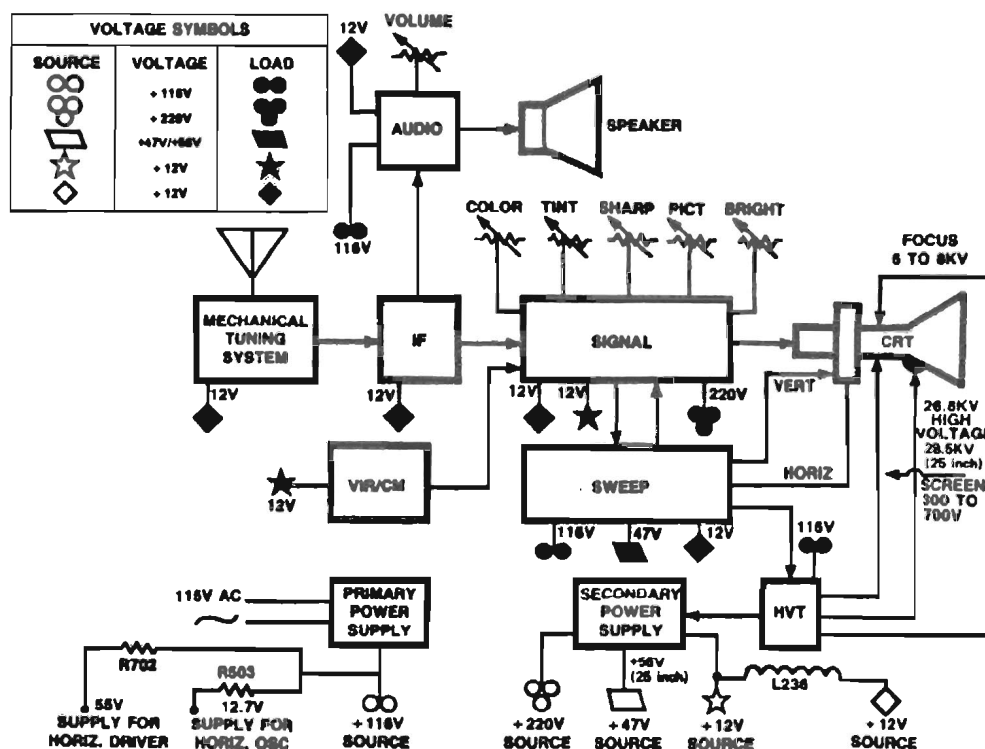 VOLTAGE SYMBOLS
SOURCE VOLTAGE LOAD
+ 116V
+ 220V
+47V/+56V
+ 12V
+ 12V
12V
VOLUME
AUDIO
SPEAKER
116V
COLOR TINT SHARP PICT BRIGHT
FOCUS
6 TO 8KV
MECHANICAL
TUNING
SYSTEM
IF
SIGNAL
CRT
12V
12V
12V
12V
220V
VERT
26.8KV
HIGH
VOLTAGE
28.5KV
(25 inch)
SCREEN
300 TO
700V
12V
VIR/CM
SWEEP
HORIZ
116V
47V
12V
116V
116V AC
PRIMARY
POWER
SUPPLY
SECONDARY
POWER
SUPPLY
HVT
R702
R503
+56V
(25 inch)
L236
55V
SUPPLY FOR
HORIZ. DRIVER
12.7V
SUPPLY FOR
HORIZ. OSC
+ 116V
SOURCE
+ 220V
SOURCE
+ 47V
SOURCE
+ 12V
SOURCE
+ 12V
SOURCE